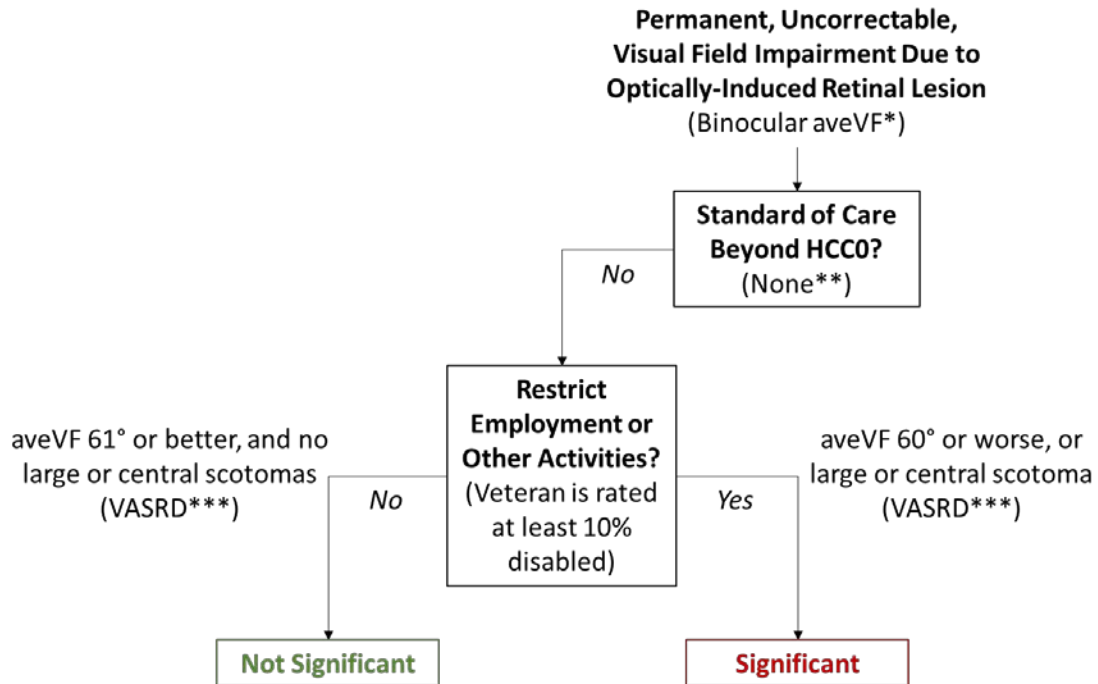 Permanent, Uncorrectable,
Visual Field Impairment Due to
Optically-Induced Retinal Lesion
(Binocular aveVF*)
Standard of Care
Beyond HCC0?
(None**)
No
Restrict
Employment or
Other Activities?
(Veteran is rated
at least 10%
disabled)
aveVF 61° or better, and no
large or central scotomas
(VASRD***)
No
Yes
aveVF 60° or worse, or
large or central scotoma
(VASRD***)
Not Significant
Significant